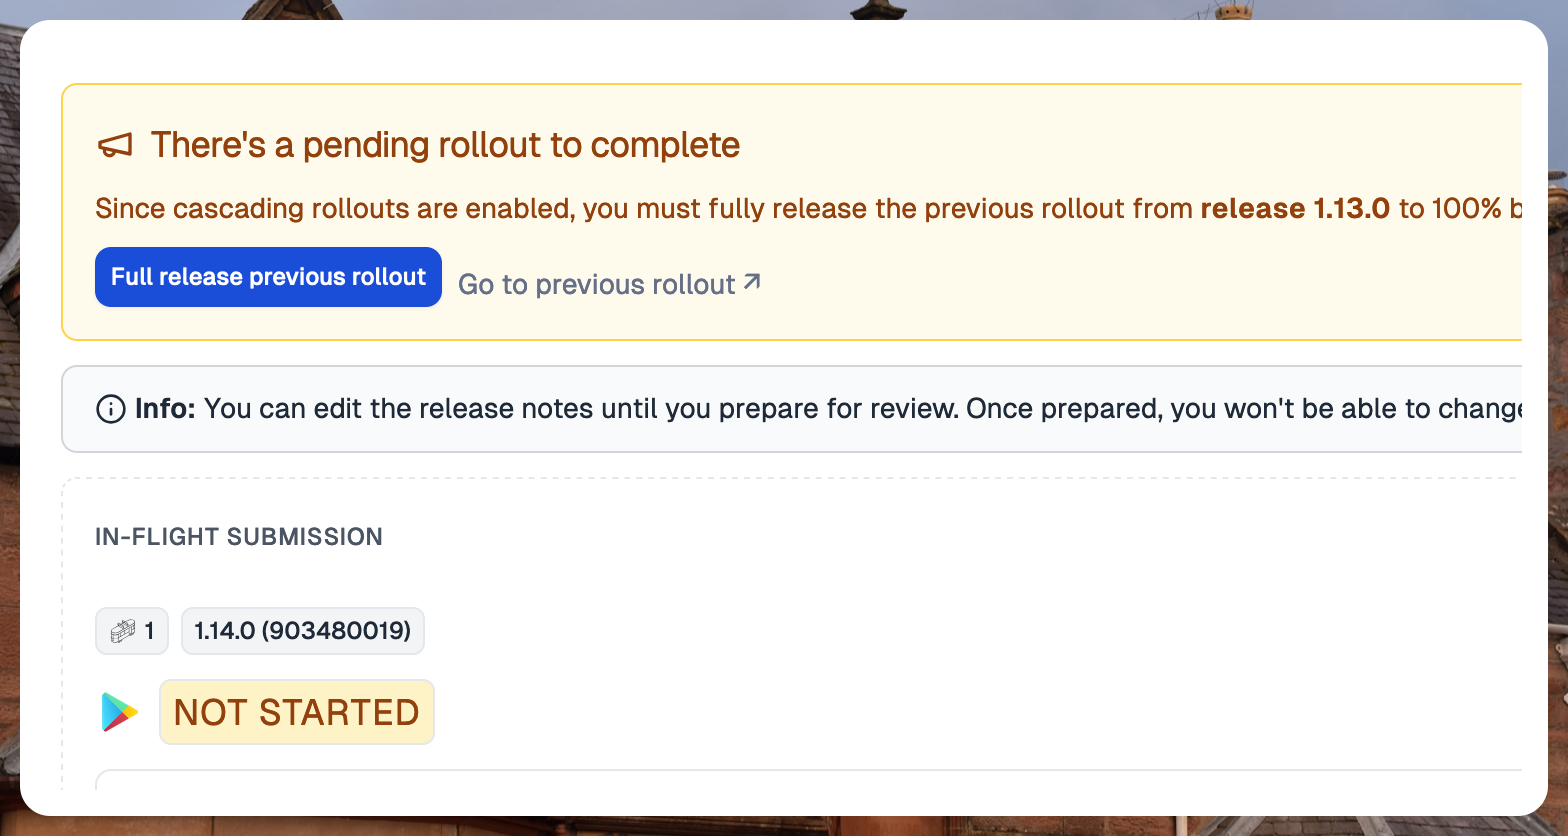 There's a pending rollout to complete
Since cascading rollouts are enabled, you must fully release the previous rollout from release 1.13.0 to 100%
Full release previous rollout
Go to previous rollout
Info: You can edit the release notes until you prepare for review. Once prepared, you won't be able to change
IN-FLIGHT SUBMISSION
1
1.14.0 (903480019)
NOT STARTED